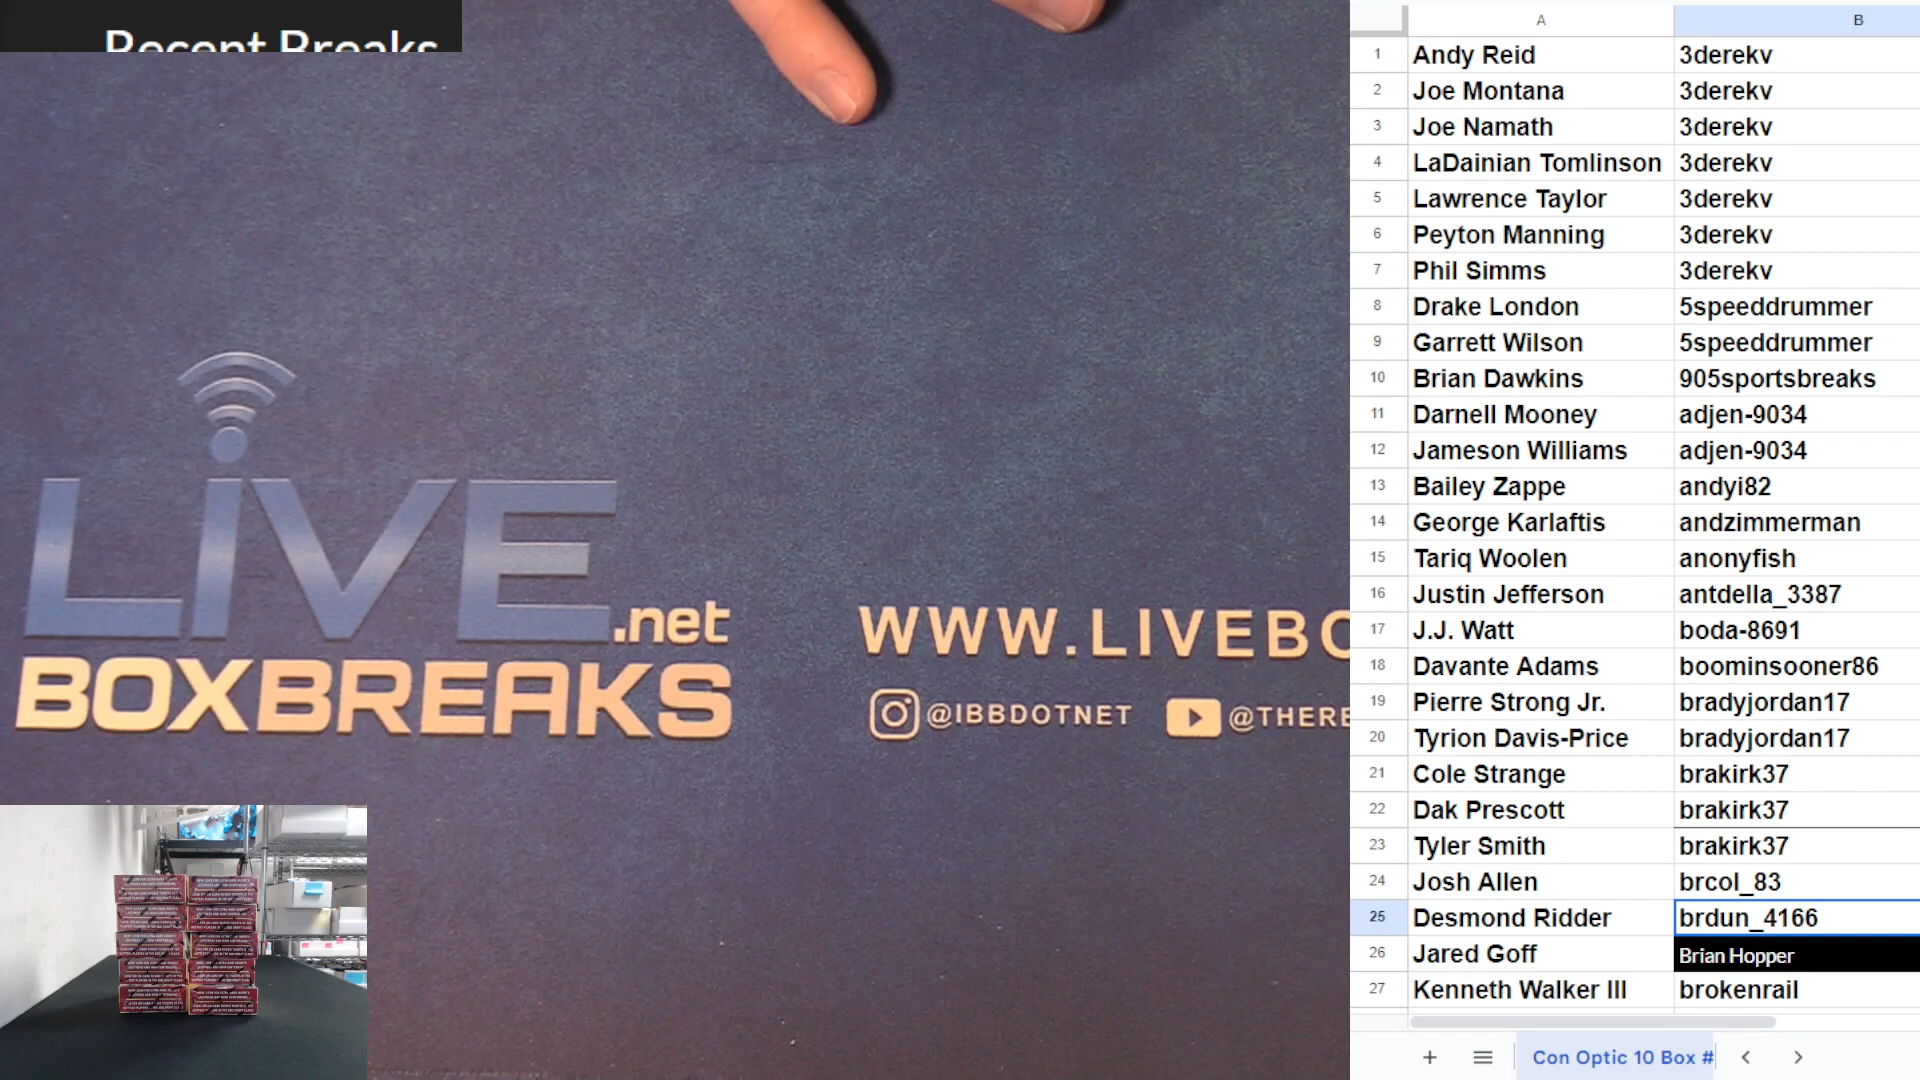 Recent Breaks
LiVE.net
BOXBREAKS
WWW.LIVEBO
@IBBDOTNET @THERE
A B
1 Andy Reid 3derekv
2 Joe Montana 3derekv
3 Joe Namath 3derekv
4 LaDainian Tomlinson 3derekv
5 Lawrence Taylor 3derekv
6 Peyton Manning 3derekv
7 Phil Simms 3derekv
8 Drake London 5speeddrummer
9 Garrett Wilson 5speeddrummer
10 Brian Dawkins 905sportsbreaks
11 Darnell Mooney adjen-9034
12 Jameson Williams adjen-9034
13 Bailey Zappe andyi82
14 George Karlaftis andzimmerman
15 Tariq Woolen anonyfish
16 Justin Jefferson antdella_3387
17 J.J. Watt boda-8691
18 Davante Adams boominsooner86
19 Pierre Strong Jr. bradyjordan17
20 Tyrion Davis-Price bradyjordan17
21 Cole Strange brakirk37
22 Dak Prescott brakirk37
23 Tyler Smith brakirk37
24 Josh Allen brcol_83
25 Desmond Ridder brdun_4166
26 Jared Goff Brian Hopper
27 Kenneth Walker III brokenrail
Con Optic 10 Box #